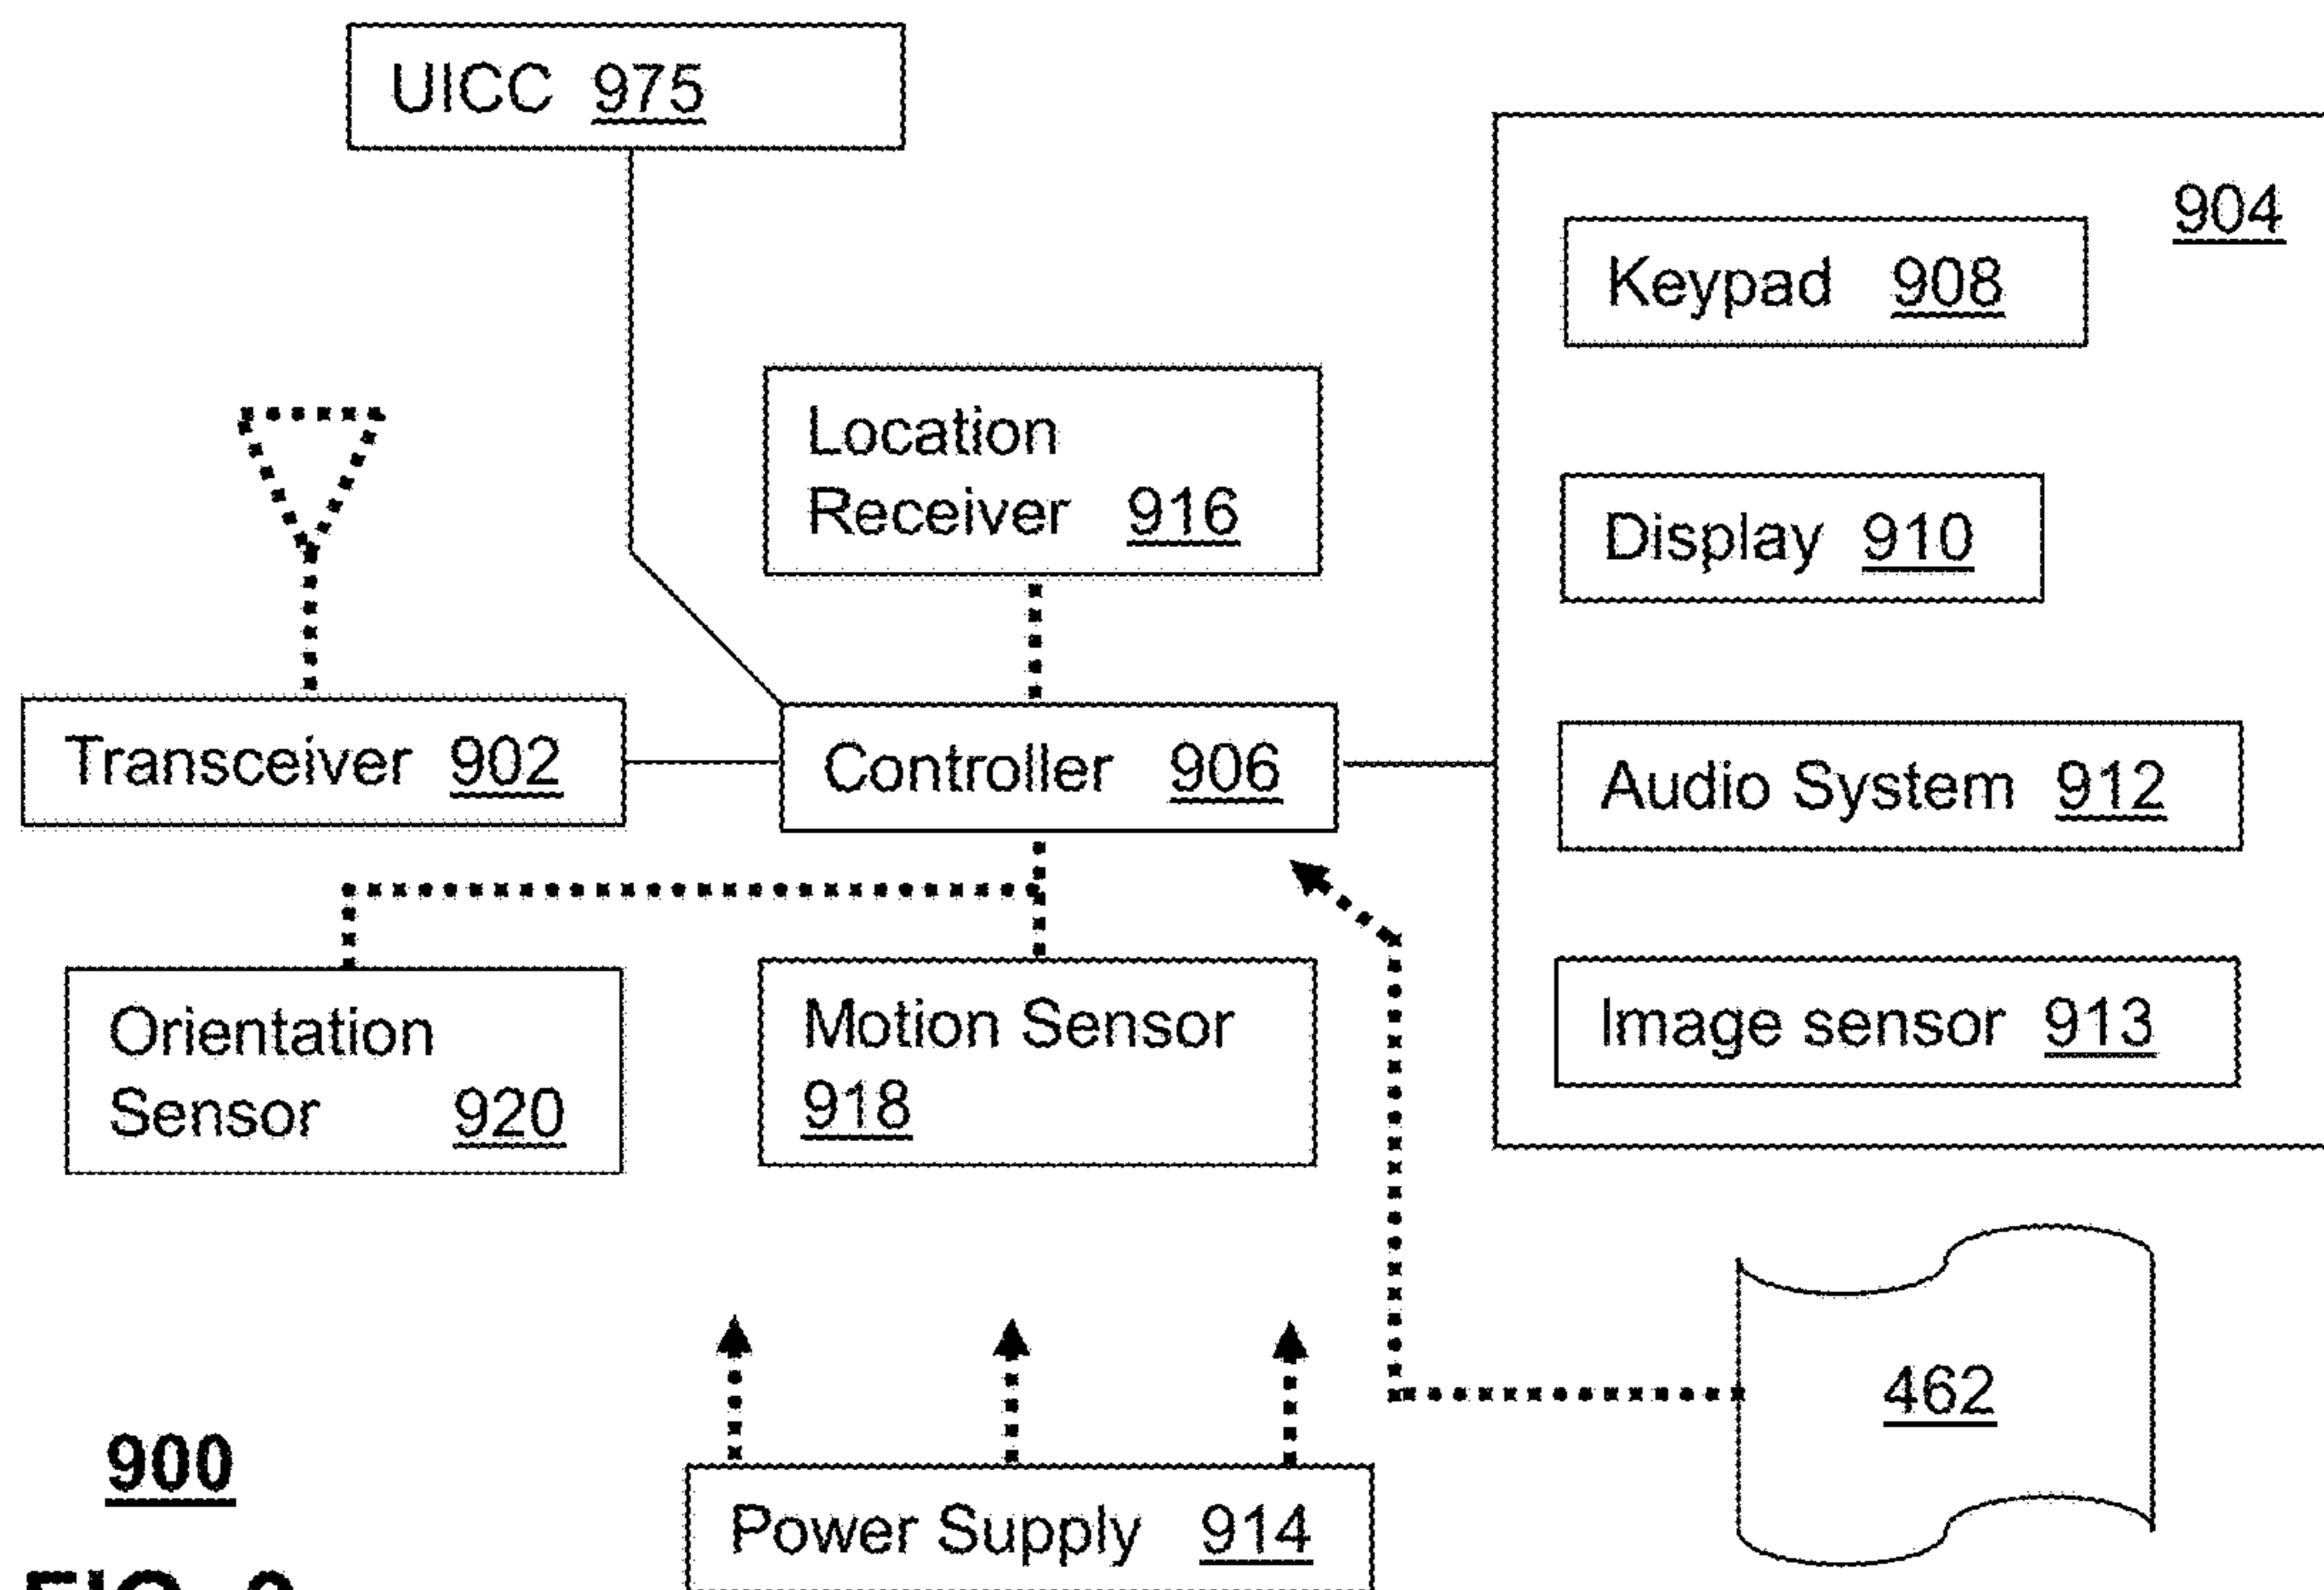 UICC 975
904
Keypad 908
Location
Receiver 916
Display 910
Transceiver 902
Controller 906
Audio System 912
Orientation
Sensor 920
Motion Sensor
918
Image sensor 913
462
900
Power Supply 914